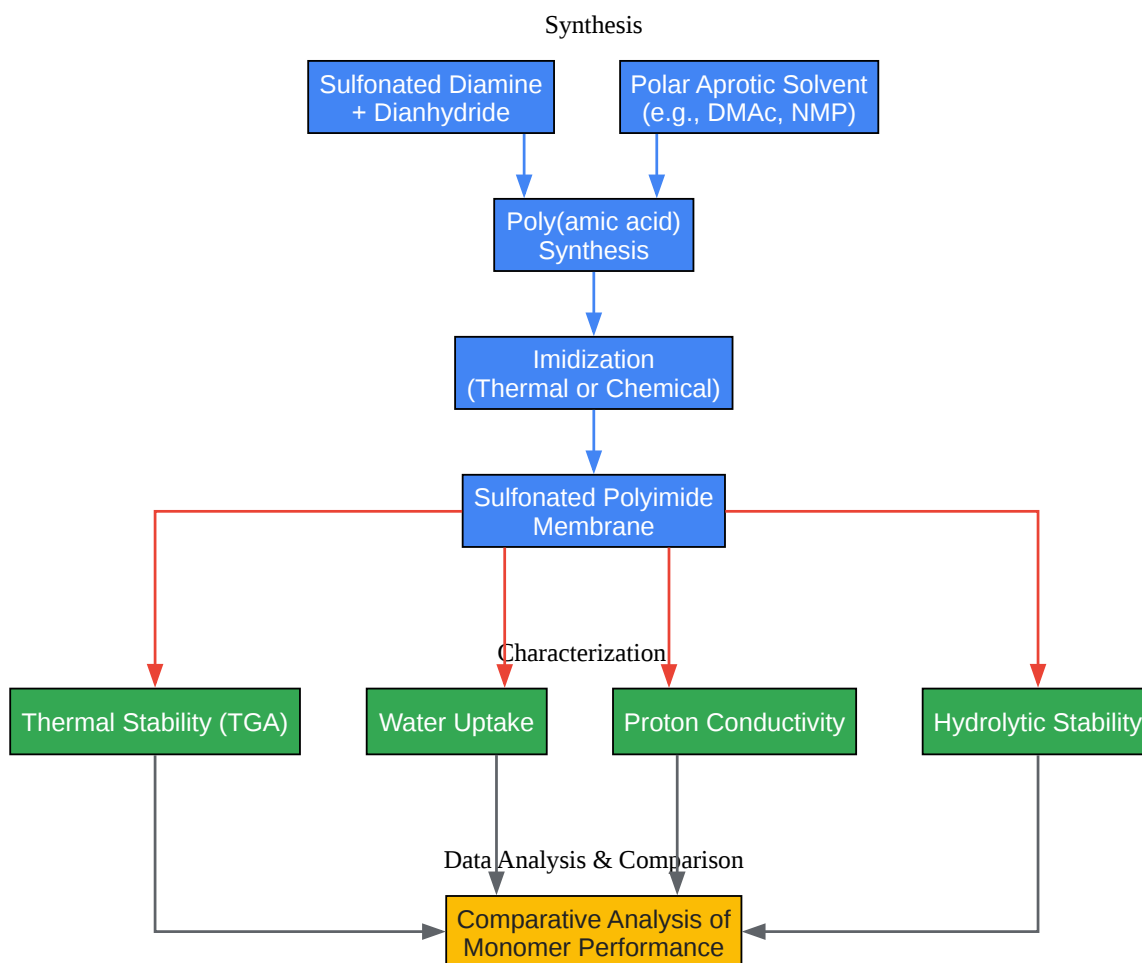 Synthesis
Sulfonated Diamine
+ Dianhydride
Polar Aprotic Solvent
(e.g., DMAc, NMP)
Poly(amic acid)
Synthesis
Imidization
(Thermal or Chemical)
Sulfonated Polyimide
Membrane
Characterization
Thermal Stability (TGA)
Water Uptake
Proton Conductivity
Hydrolytic Stability
Data Analysis & Comparison
Comparative Analysis of
Monomer Performance